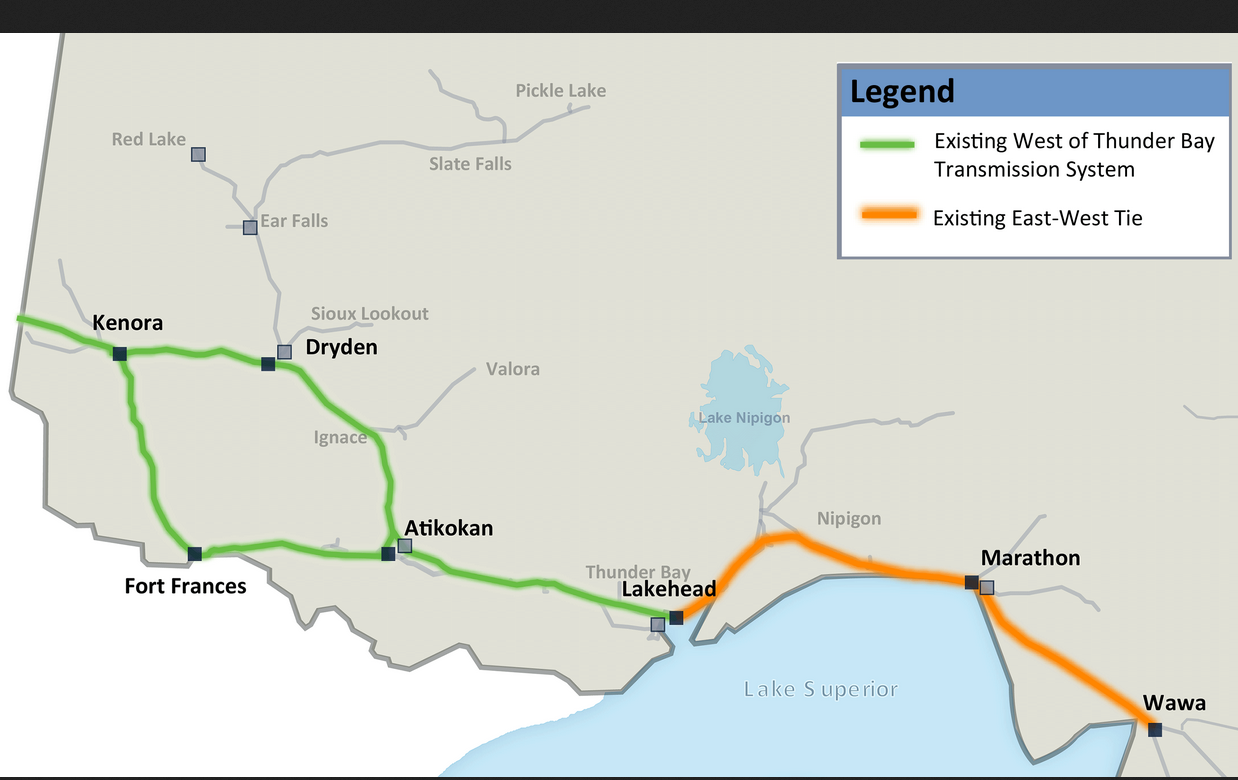 Legend
Existing West of Thunder Bay
Transmission System
Existing East-West Tie
Pickle Lake
Red Lake
Slate Falls
Ear Falls
Sioux Lookout
Kenora
Dryden
Valora
Lake Nipigon
Ignace
Nipigon
Atikokan
Marathon
Thunder Bay
Fort Frances
Lakehead
Lake Superior
Wawa